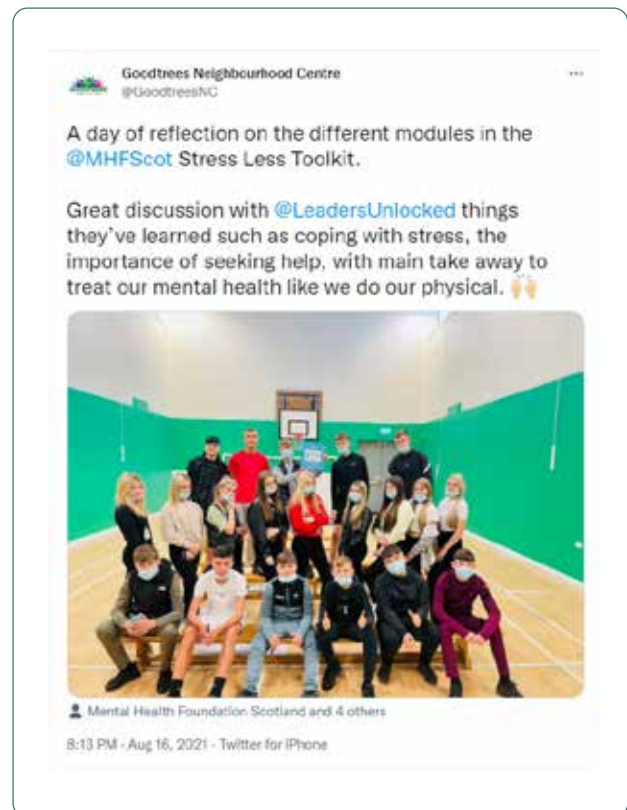 Goodtrees Neighbourhood Centre
@GoodtreesNC
A day of reflection on the different modules in the
@MHFScot Stress Less Toolkit.
Great discussion with @LeadersUnlocked things
they've learned such as coping with stress, the
importance of seeking help, with main take away to
treat our mental health like we do our physical. 🙌🏻
Mental Health Foundation Scotland and 4 others
8:13 PM · Aug 16, 2021 · Twitter for iPhone